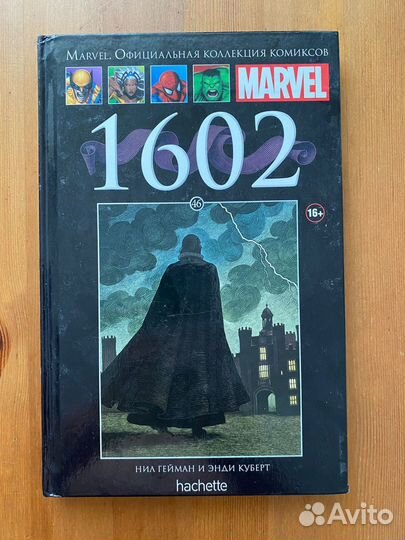 MARVEL. ОФИЦИАЛЬНАЯ КОЛЛЕКЦИЯ КОМИКСОВ
MARVEL
1602
46
16+
НИЛ ГЕЙМАН И ЭНДИ КУБЕРТ
hachette
Avito